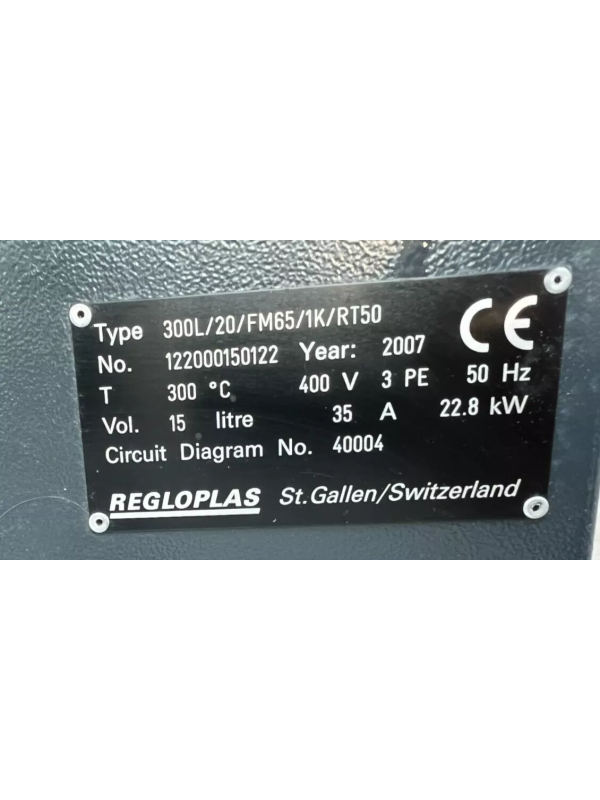 Type 300L/20/FM65/1K/RT50 CE
No. 122000150122 Year: 2007
T 300 °C 400 V 3 PE 50 Hz
Vol. 15 litre 35 A 22.8 kW
Circuit Diagram No. 40004
REGLOPLAS St. Gallen/Switzerland